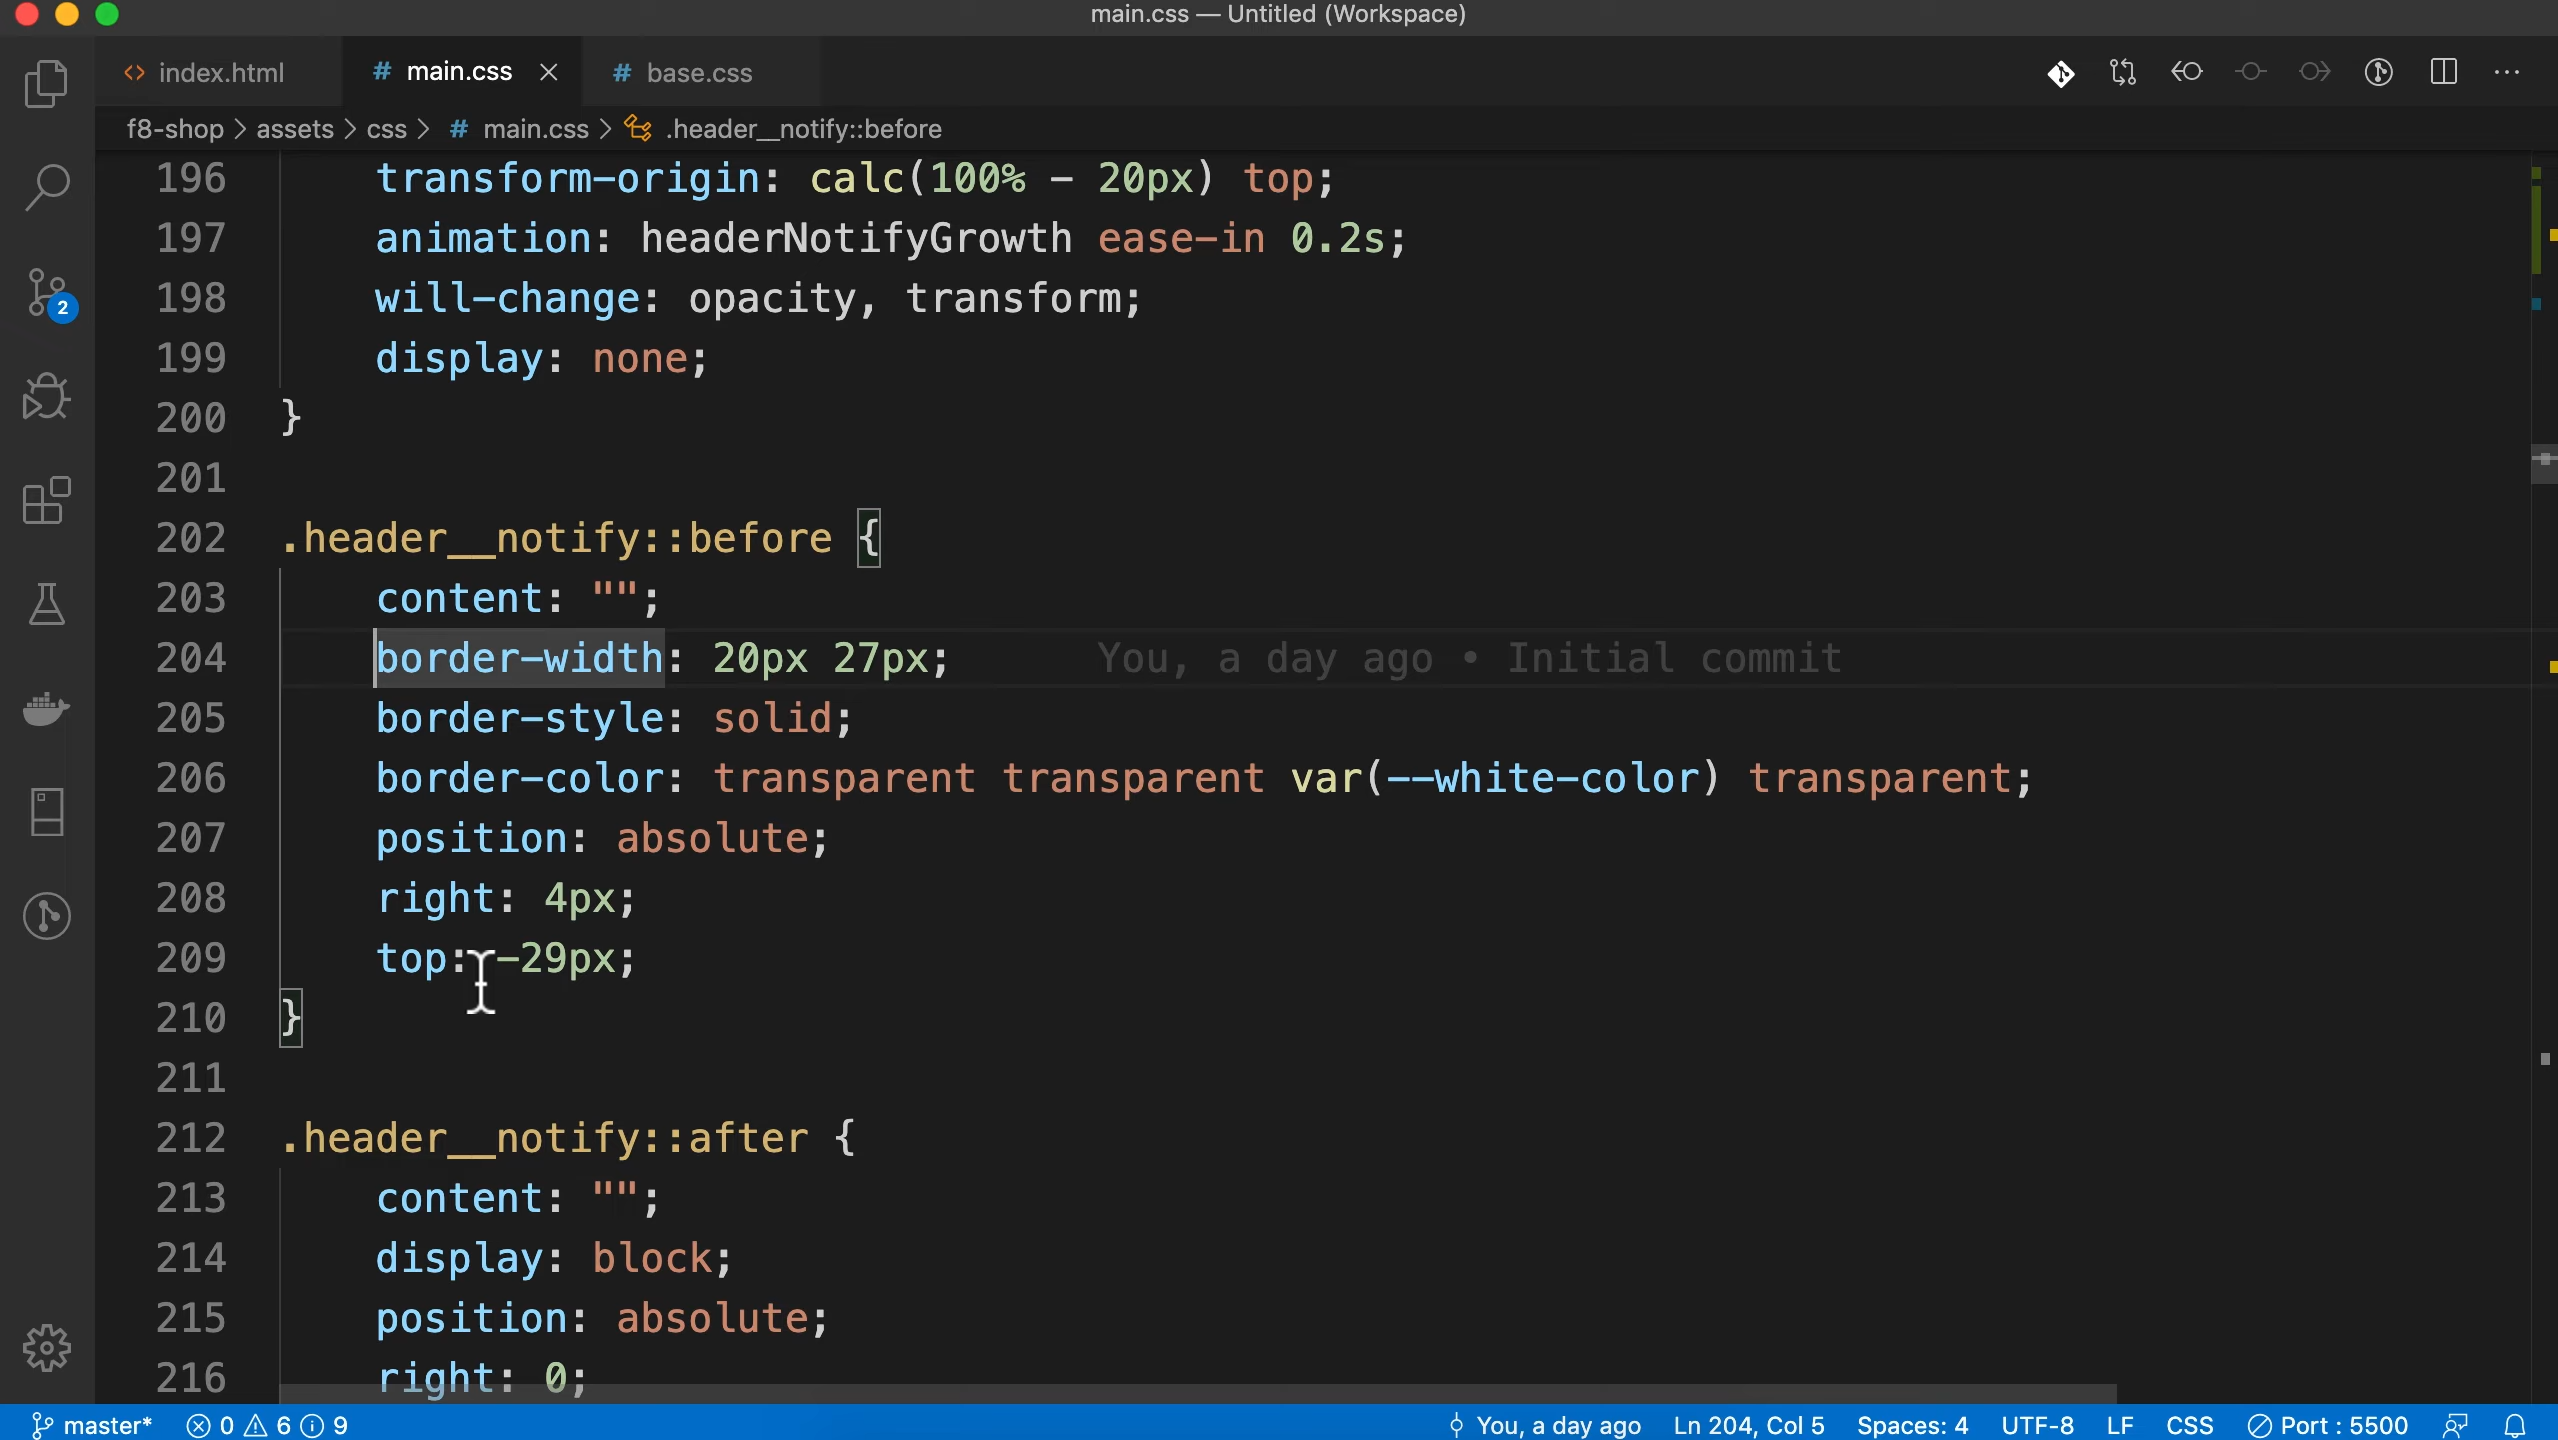 main.css — Untitled (Workspace)
<> index.html
# main.css
# base.css
f8-shop > assets > css > # main.css > .header__notify::before
196 transform-origin: calc(100% - 20px) top;
197 animation: headerNotifyGrowth ease-in 0.2s;
198 will-change: opacity, transform;
199 display: none;
200 }
201
202 .header__notify::before {
203 content: "";
204 border-width: 20px 27px; You, a day ago • Initial commit
205 border-style: solid;
206 border-color: transparent transparent var(--white-color) transparent;
207 position: absolute;
208 right: 4px;
209 top: -29px;
210 }
211
212 .header__notify::after {
213 content: "";
214 display: block;
215 position: absolute;
216 right: 0;
2
master* 0 6 9 You, a day ago Ln 204, Col 5 Spaces: 4 UTF-8 LF CSS Port : 5500